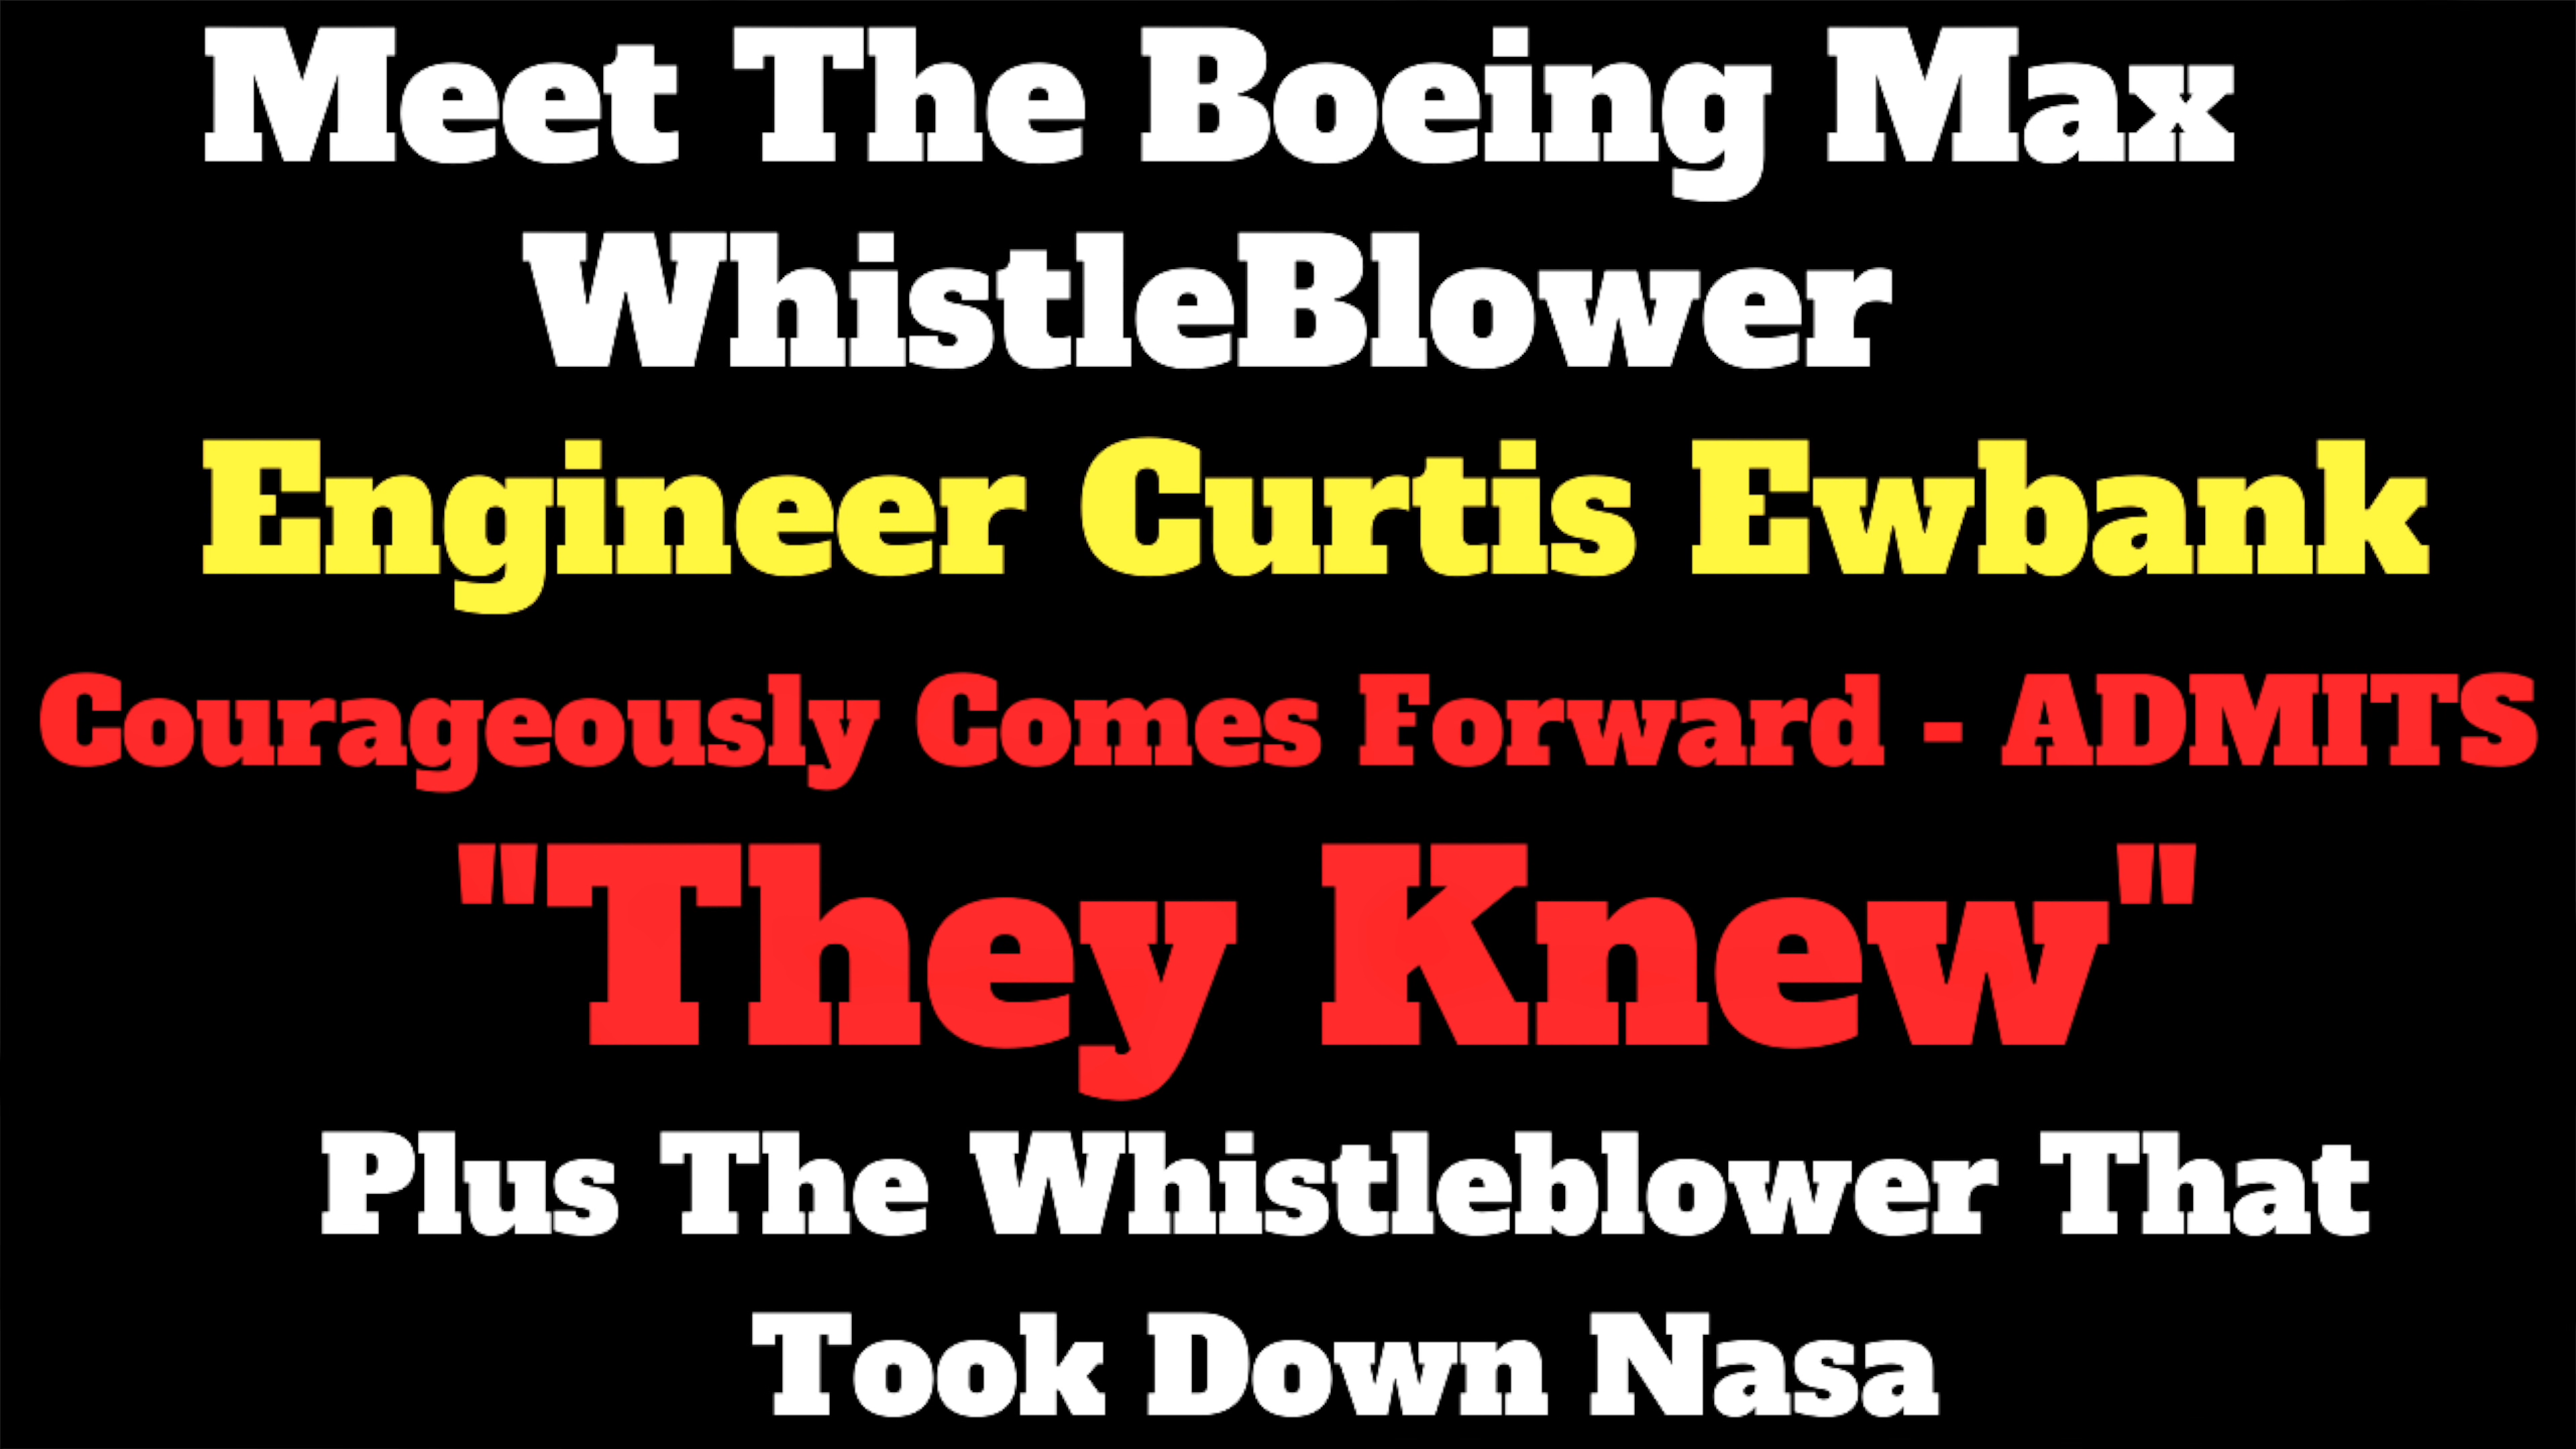 Meet The Boeing Max
WhistleBlower
Engineer Curtis Ewbank
Courageously Comes Forward - ADMITS
"They Knew"
Plus The Whistleblower That
Took Down Nasa